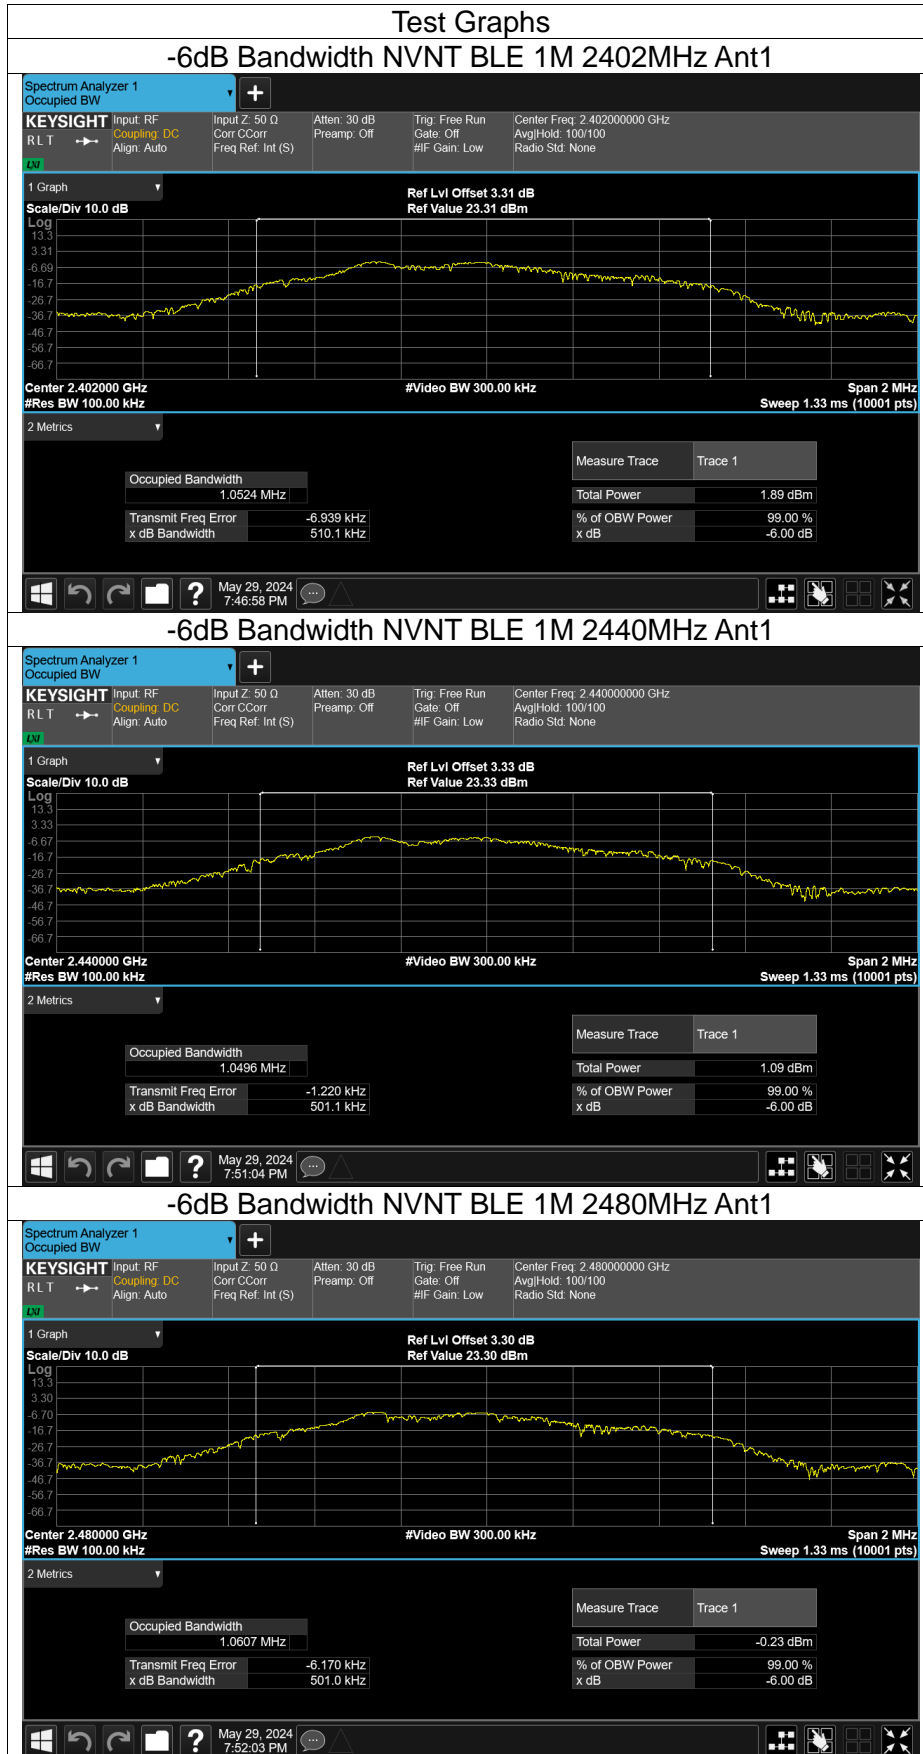 Test Graphs
-6dB Bandwidth NVNT BLE 1M 2402MHz Ant1
Spectrum Analyzer 1
Occupied BW
+
KEYSIGHT Input: RF Input Z: 50 Ω Atten: 30 dB Trig: Free Run Center Freq: 2.402000000 GHz
RLT Coupling: DC Corr CCorr Preamp: Off Gate: Off Avg|Hold: 100/100
Align: Auto Freq Ref: Int (S) #IF Gain: Low Radio Std: None
LXI
1 Graph
Ref Lvl Offset 3.31 dB
Scale/Div 10.0 dB Ref Value 23.31 dBm
Log
13.3
3.31
-6.69
-16.7
-26.7
-36.7
-46.7
-56.7
-66.7
Center 2.402000 GHz #Video BW 300.00 kHz Span 2 MHz
#Res BW 100.00 kHz Sweep 1.33 ms (10001 pts)
2 Metrics
Measure Trace Trace 1
Occupied Bandwidth
1.0524 MHz Total Power 1.89 dBm
Transmit Freq Error -6.939 kHz % of OBW Power 99.00 %
x dB Bandwidth 510.1 kHz x dB -6.00 dB
? May 29, 2024
7:46:58 PM
-6dB Bandwidth NVNT BLE 1M 2440MHz Ant1
Spectrum Analyzer 1
Occupied BW
+
KEYSIGHT Input: RF Input Z: 50 Ω Atten: 30 dB Trig: Free Run Center Freq: 2.440000000 GHz
RLT Coupling: DC Corr CCorr Preamp: Off Gate: Off Avg|Hold: 100/100
Align: Auto Freq Ref: Int (S) #IF Gain: Low Radio Std: None
LXI
1 Graph
Ref Lvl Offset 3.33 dB
Scale/Div 10.0 dB Ref Value 23.33 dBm
Log
13.3
3.33
-6.67
-16.7
-26.7
-36.7
-46.7
-56.7
-66.7
Center 2.440000 GHz #Video BW 300.00 kHz Span 2 MHz
#Res BW 100.00 kHz Sweep 1.33 ms (10001 pts)
2 Metrics
Measure Trace Trace 1
Occupied Bandwidth
1.0496 MHz Total Power 1.09 dBm
Transmit Freq Error -1.220 kHz % of OBW Power 99.00 %
x dB Bandwidth 501.1 kHz x dB -6.00 dB
? May 29, 2024
7:51:04 PM
-6dB Bandwidth NVNT BLE 1M 2480MHz Ant1
Spectrum Analyzer 1
Occupied BW
+
KEYSIGHT Input: RF Input Z: 50 Ω Atten: 30 dB Trig: Free Run Center Freq: 2.480000000 GHz
RLT Coupling: DC Corr CCorr Preamp: Off Gate: Off Avg|Hold: 100/100
Align: Auto Freq Ref: Int (S) #IF Gain: Low Radio Std: None
LXI
1 Graph
Ref Lvl Offset 3.30 dB
Scale/Div 10.0 dB Ref Value 23.30 dBm
Log
13.3
3.30
-6.70
-16.7
-26.7
-36.7
-46.7
-56.7
-66.7
Center 2.480000 GHz #Video BW 300.00 kHz Span 2 MHz
#Res BW 100.00 kHz Sweep 1.33 ms (10001 pts)
2 Metrics
Measure Trace Trace 1
Occupied Bandwidth
1.0607 MHz Total Power -0.23 dBm
Transmit Freq Error -6.170 kHz % of OBW Power 99.00 %
x dB Bandwidth 501.0 kHz x dB -6.00 dB
? May 29, 2024
7:52:03 PM